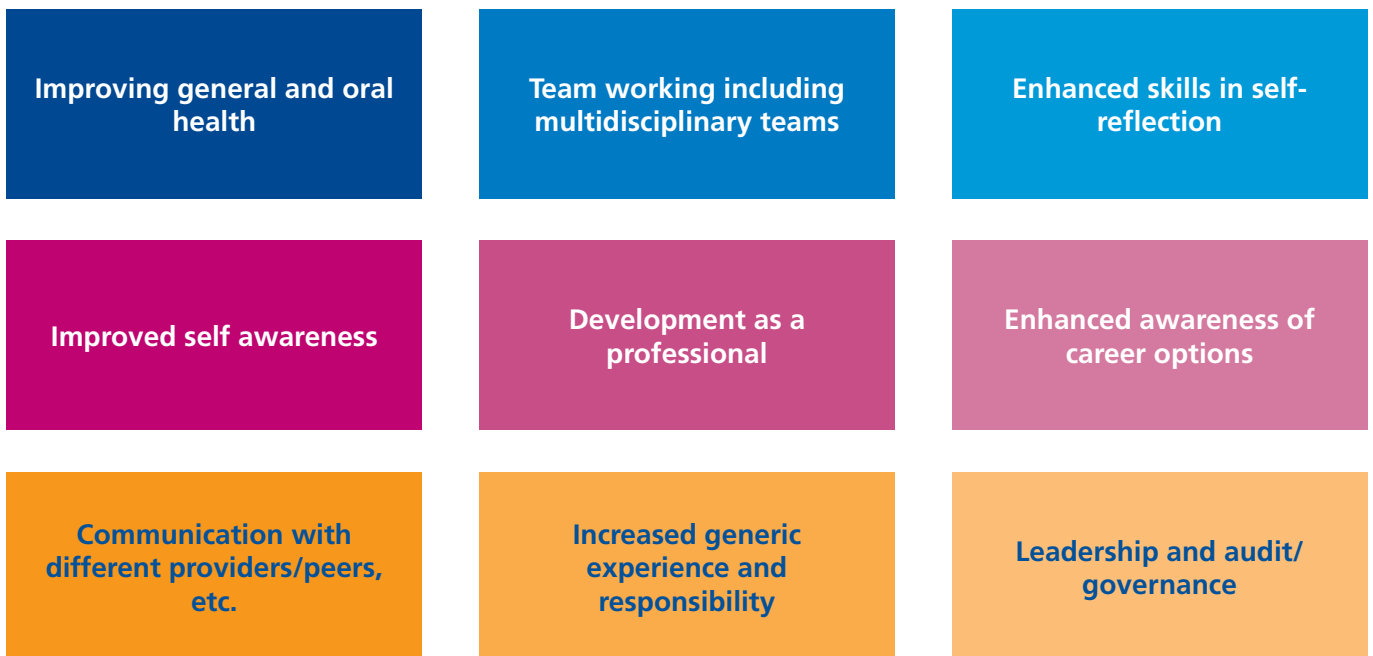 Improving general and oral
health
Team working including
multidisciplinary teams
Enhanced skills in self-
reflection
Improved self awareness
Development as a
professional
Enhanced awareness of
career options
Communication with
different providers/peers,
etc.
Increased generic
experience and
responsibility
Leadership and audit/
governance